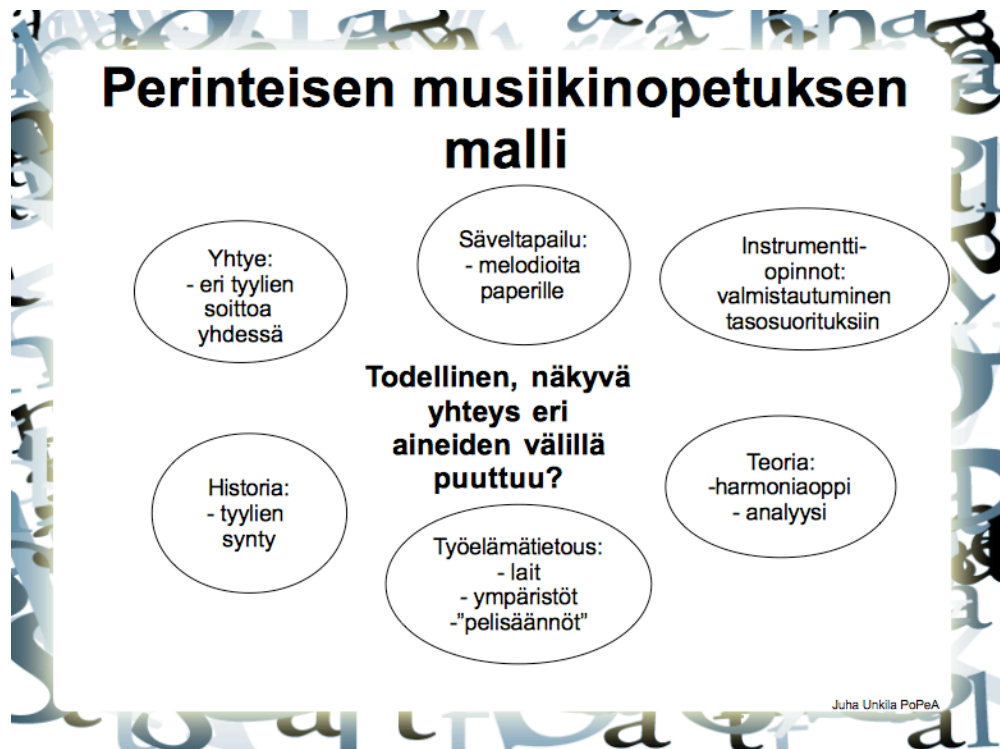 Perinteisen musiikinopetuksen
malli
Yhtye:
- eri tyylien
soittoa
yhdessä
Säveltapailu:
- melodioita
paperille
Instrumentti-
opinnot:
valmistautuminen
tasosuorituksiin
Todellinen, näkyvä
yhteys eri
aineiden välillä
puuttuu?
Historia:
- tyylien
synty
Työelämätietous:
- lait
- ympäristöt
-”pelisäännöt”
Teoria:
-harmoniaoppi
- analyysi
Juha Unkila PoPeA